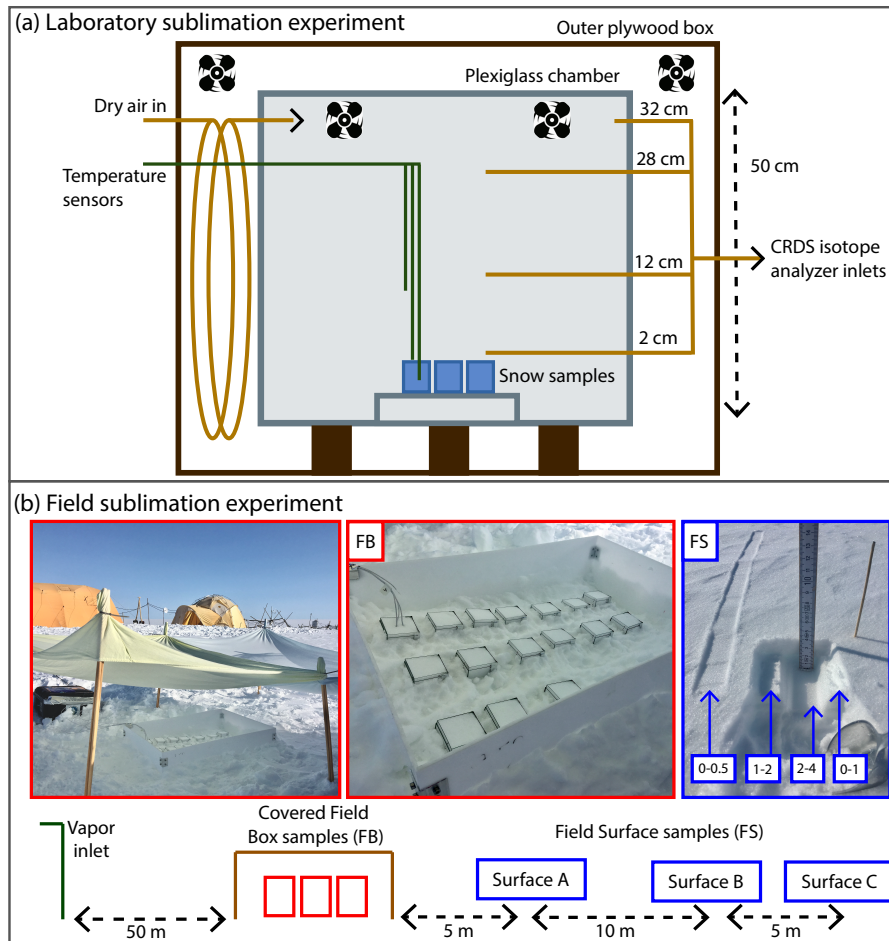 (a) Laboratory sublimation experiment
Outer plywood box
Plexiglass chamber
Dry air in
32 cm
28 cm
50 cm
Temperature
sensors
12 cm
CRDS isotope
analyzer inlets
2 cm
Snow samples
(b) Field sublimation experiment
FB
FS
0-0.5
1-2
2-4
0-1
Vapor
inlet
Covered Field
Box samples (FB)
Field Surface samples (FS)
Surface A
Surface B
Surface C
50 m
5 m
10 m
5 m